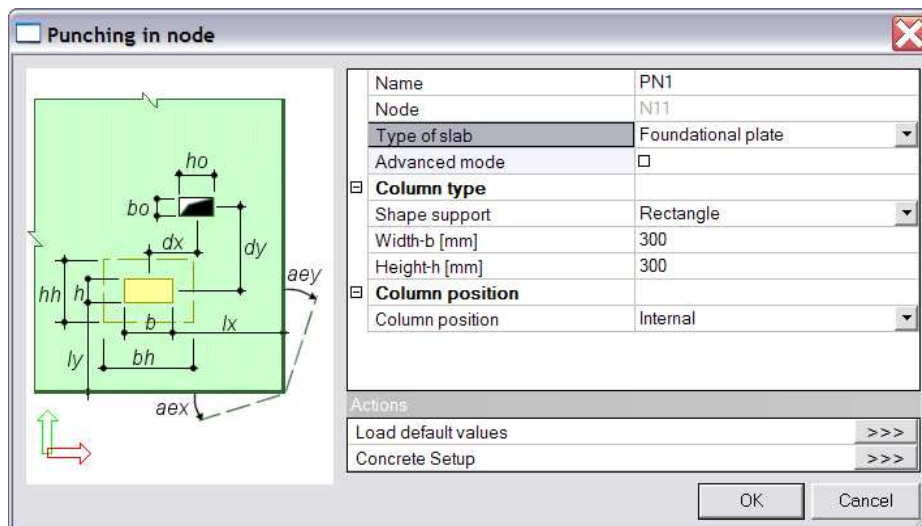 Punching in node
ho
bo
dx
dy
aey
hh
h
b
lx
ly
bh
aex
Name PN1
Node N11
Type of slab Foundational plate
Advanced mode
Column type
Shape support Rectangle
Width-b [mm] 300
Height-h [mm] 300
Column position
Column position Internal
Actions
Load default values >>>
Concrete Setup >>>
OK Cancel